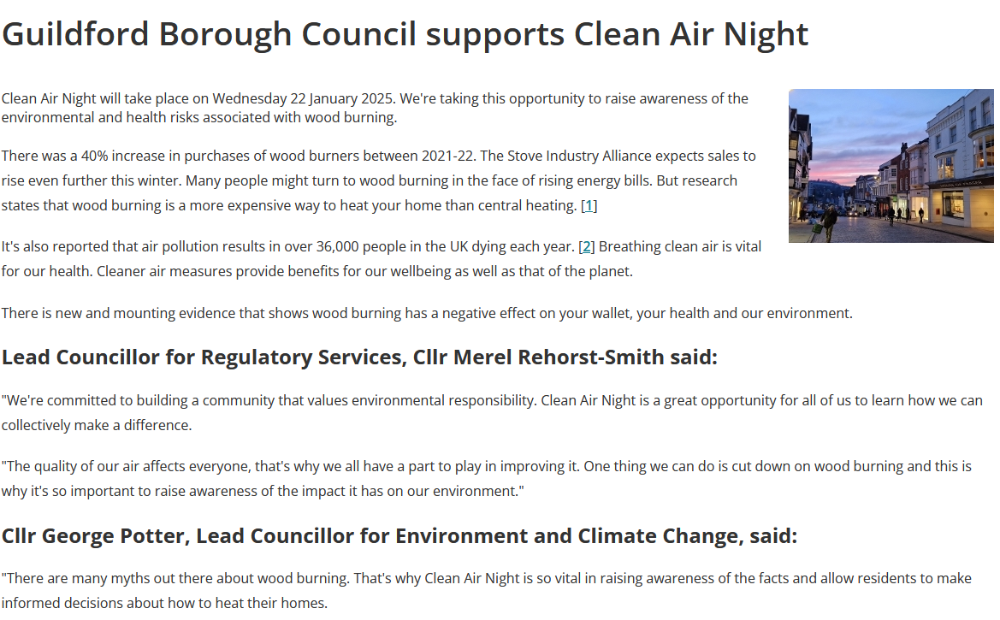 Guildford Borough Council supports Clean Air Night
Clean Air Night will take place on Wednesday 22 January 2025. We're taking this opportunity to raise awareness of the
environmental and health risks associated with wood burning.
There was a 40% increase in purchases of wood burners between 2021-22. The Stove Industry Alliance expects sales to
rise even further this winter. Many people might turn to wood burning in the face of rising energy bills. But research
states that wood burning is a more expensive way to heat your home than central heating. [1]
It's also reported that air pollution results in over 36,000 people in the UK dying each year. [2] Breathing clean air is vital
for our health. Cleaner air measures provide benefits for our wellbeing as well as that of the planet.
There is new and mounting evidence that shows wood burning has a negative effect on your wallet, your health and our environment.
Lead Councillor for Regulatory Services, Cllr Merel Rehorst-Smith said:
"We're committed to building a community that values environmental responsibility. Clean Air Night is a great opportunity for all of us to learn how we can
collectively make a difference.
"The quality of our air affects everyone, that's why we all have a part to play in improving it. One thing we can do is cut down on wood burning and this is
why it's so important to raise awareness of the impact it has on our environment."
Cllr George Potter, Lead Councillor for Environment and Climate Change, said:
"There are many myths out there about wood burning. That's why Clean Air Night is so vital in raising awareness of the facts and allow residents to make
informed decisions about how to heat their homes.